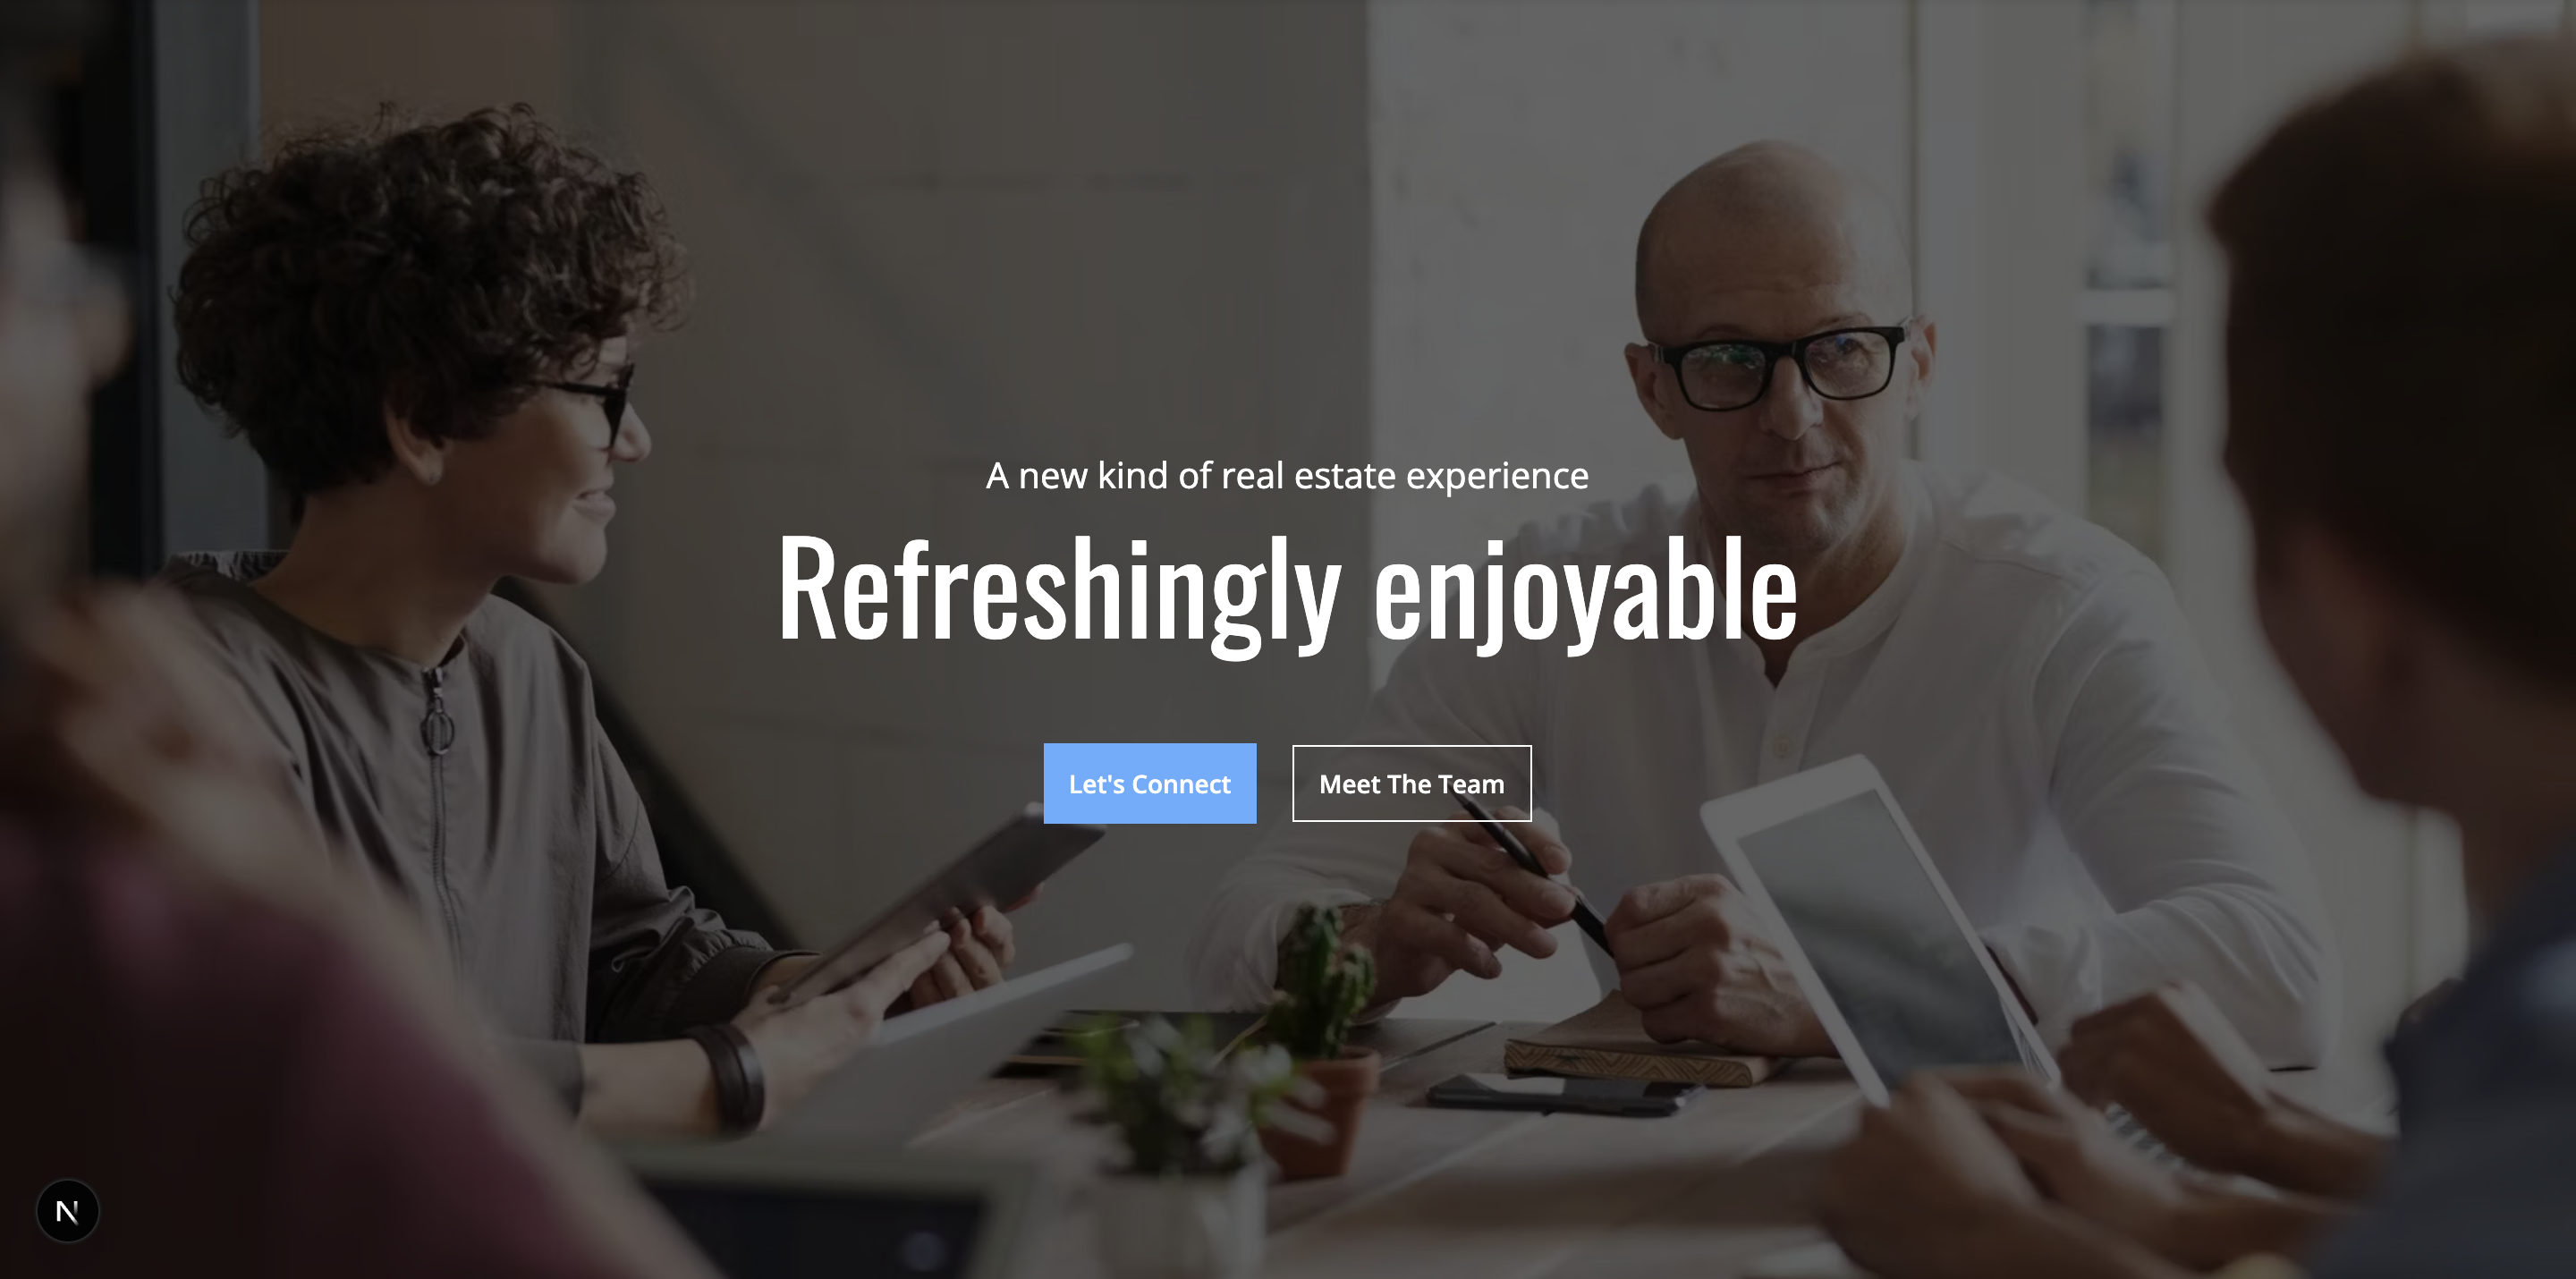 A new kind of real estate experience
Refreshingly enjoyable
Let's Connect
Meet The Team
N